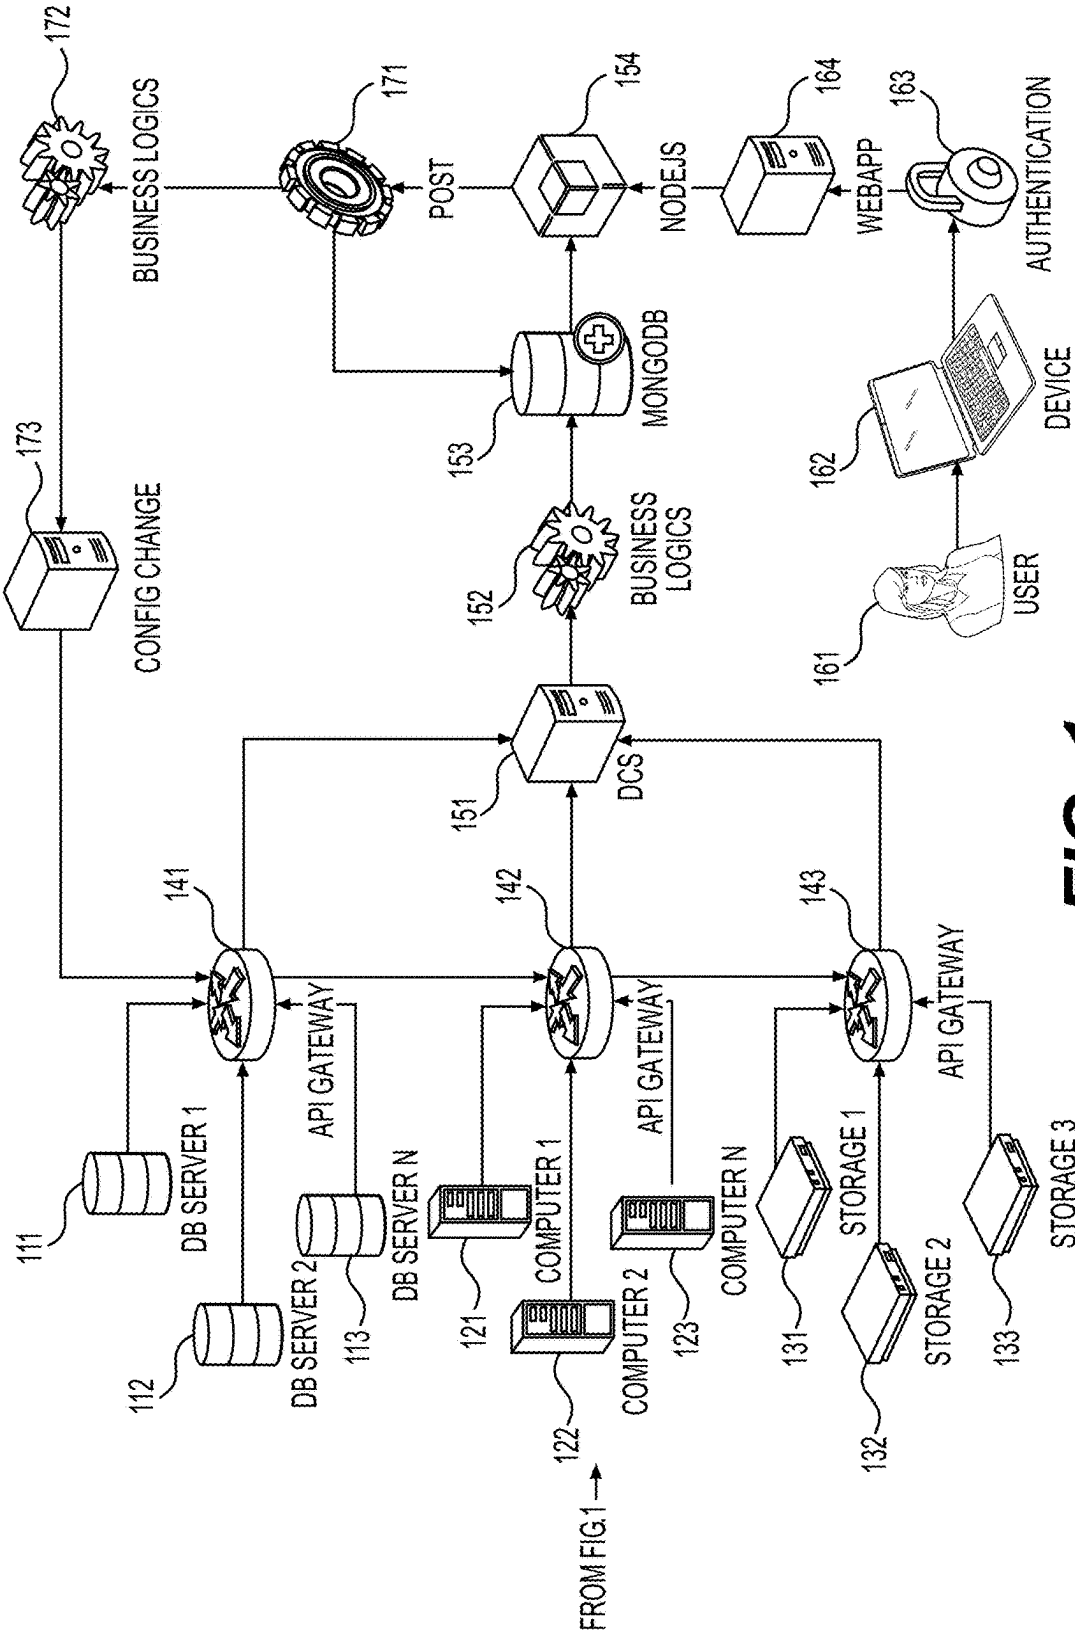 111
173
172
112
CONFIG CHANGE
BUSINESS LOGICS
141
DB SERVER 1
DB SERVER 2
API GATEWAY
113
171
DB SERVER N
POST
121
151
153
152
142
COMPUTER 1
122
FROM FIG.1
COMPUTER 2
DCS
BUSINESS
LOGICS
154
API GATEWAY
MONGODB
NODEJS
123
COMPUTER N
131
143
161
162
164
STORAGE 1
WEBAPP
132
163
STORAGE 2
API GATEWAY
133
USER
AUTHENTICATION
STORAGE 3
DEVICE